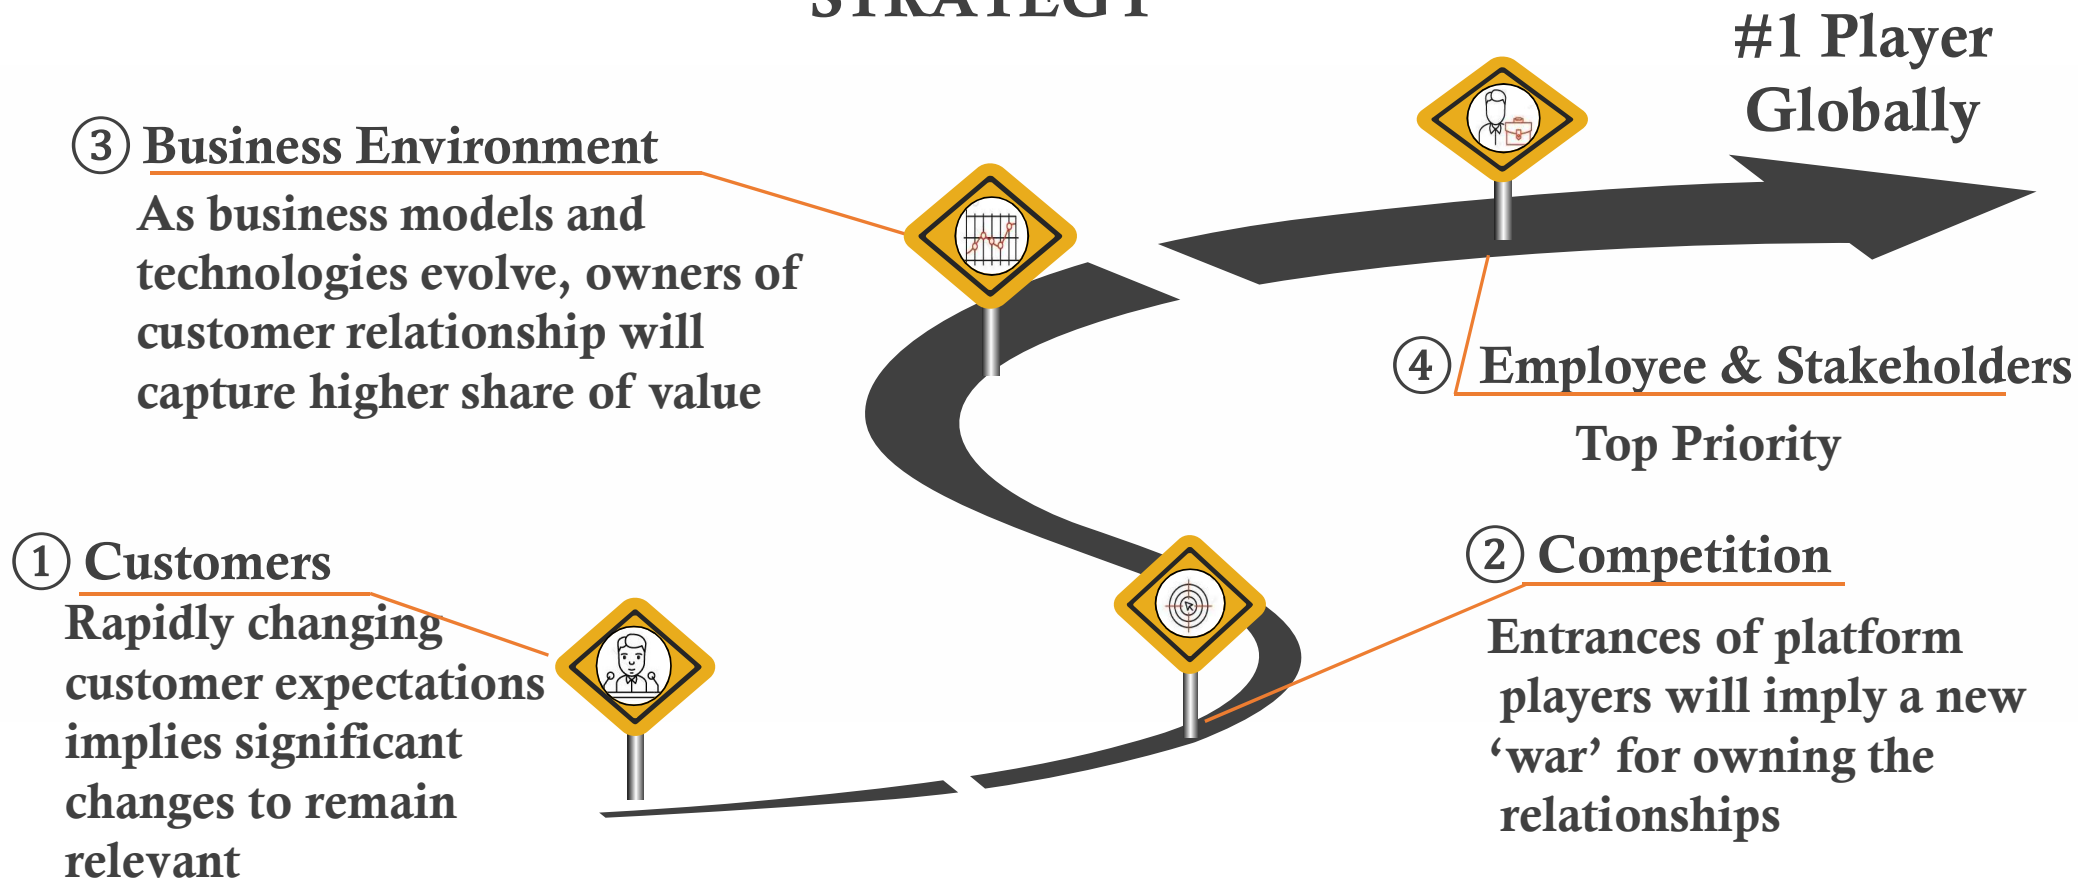 STRATEGY
#1 Player
Globally
③ Business Environment
As business models and
technologies evolve, owners of
customer relationship will
capture higher share of value
④ Employee & Stakeholders
Top Priority
① Customers
Rapidly changing
customer expectations
implies significant
changes to remain
relevant
② Competition
Entrances of platform
players will imply a new
‘war’ for owning the
relationships